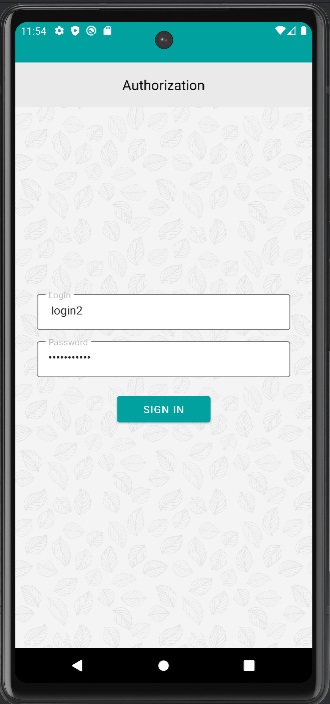 11:54
Authorization
Login
login2
Password
•••••••••••
SIGN IN